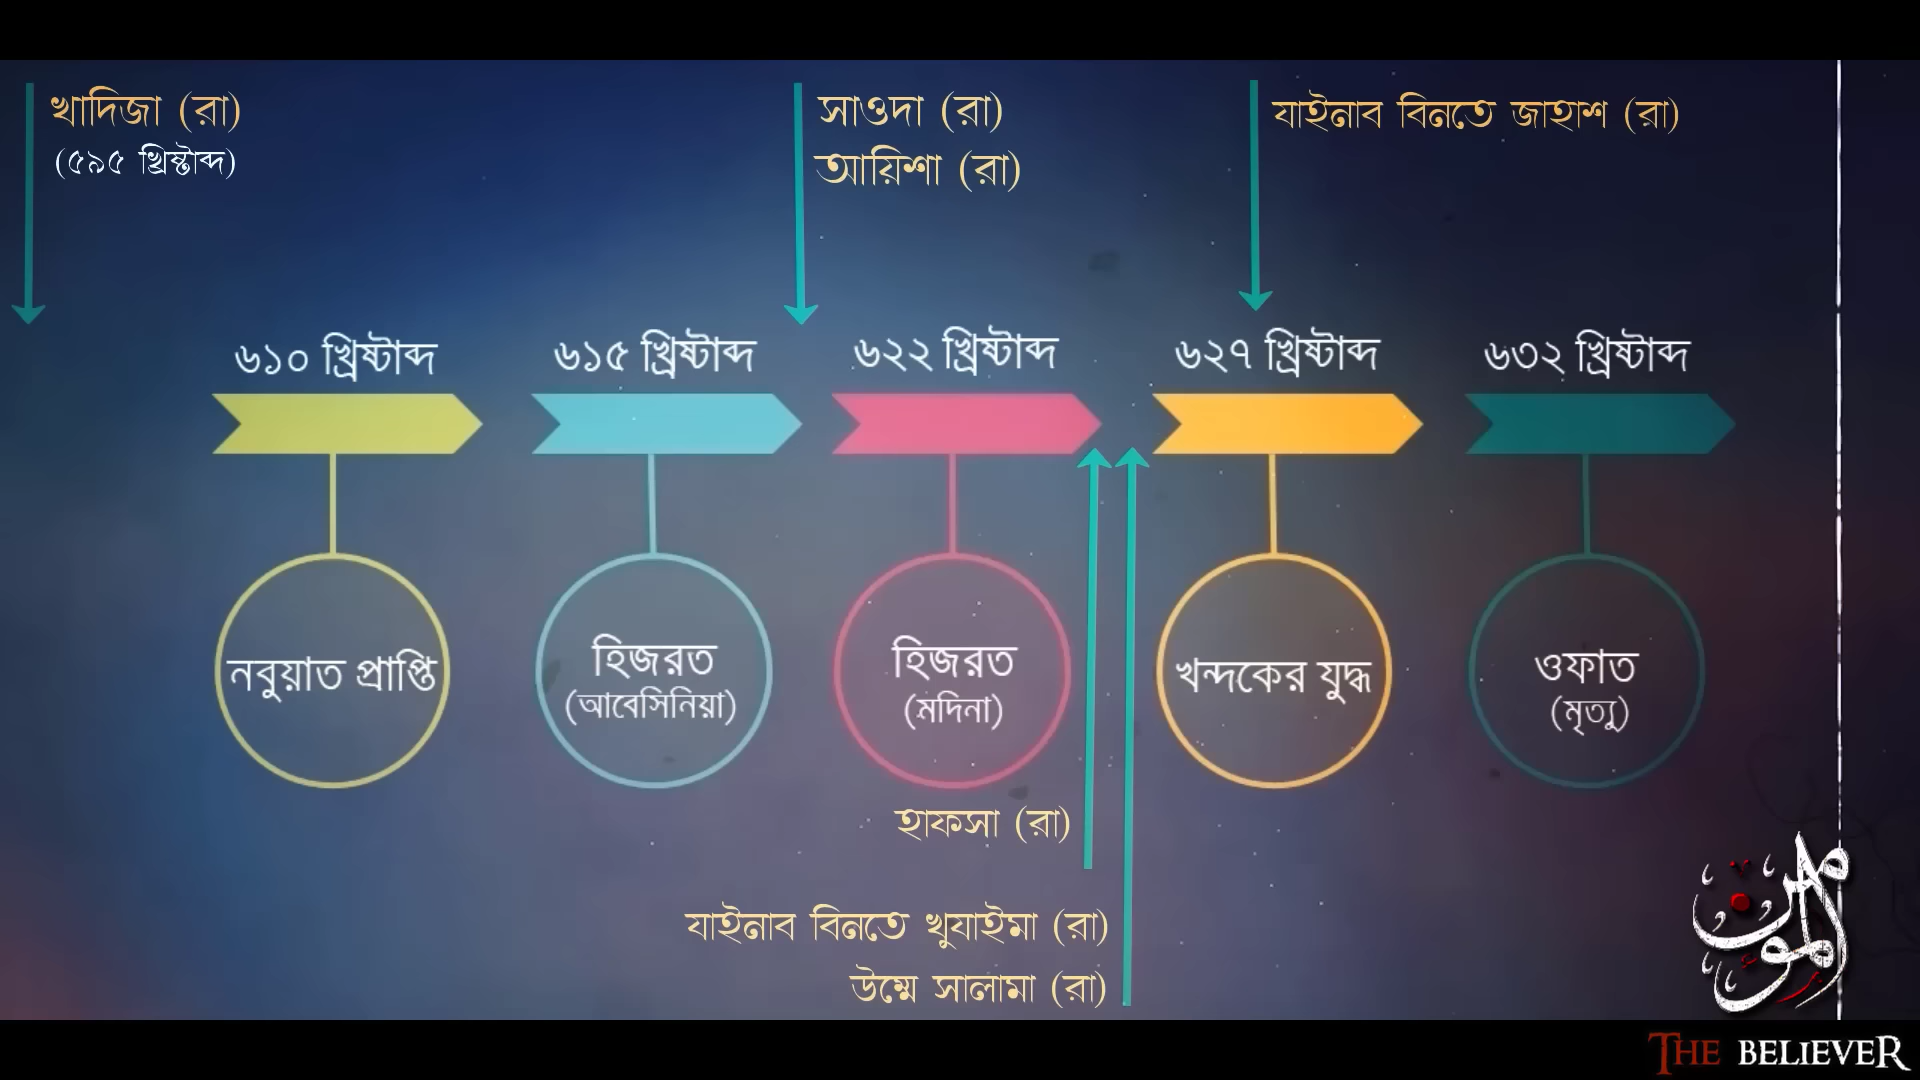 খাদিজা (রা)
(৫৯৫ খ্রিষ্টাব্দ)
সাওদা (রা)
আয়িশা (রা)
যাইনাব বিনতে জাহাশ (রা)
৬১০ খ্রিষ্টাব্দ
৬১৫ খ্রিষ্টাব্দ
৬২২ খ্রিষ্টাব্দ
৬২৭ খ্রিষ্টাব্দ
৬৩২ খ্রিষ্টাব্দ
নবুয়াত প্রাপ্তি
হিজরত
(আবেসিনিয়া)
হিজরত
(মদিনা)
খন্দকের যুদ্ধ
ওফাত
(মৃত্যু)
হাফসা (রা)
যাইনাব বিনতে খুযাইমা (রা)
উম্মে সালামা (রা)
المؤمن
THE BELIEVER